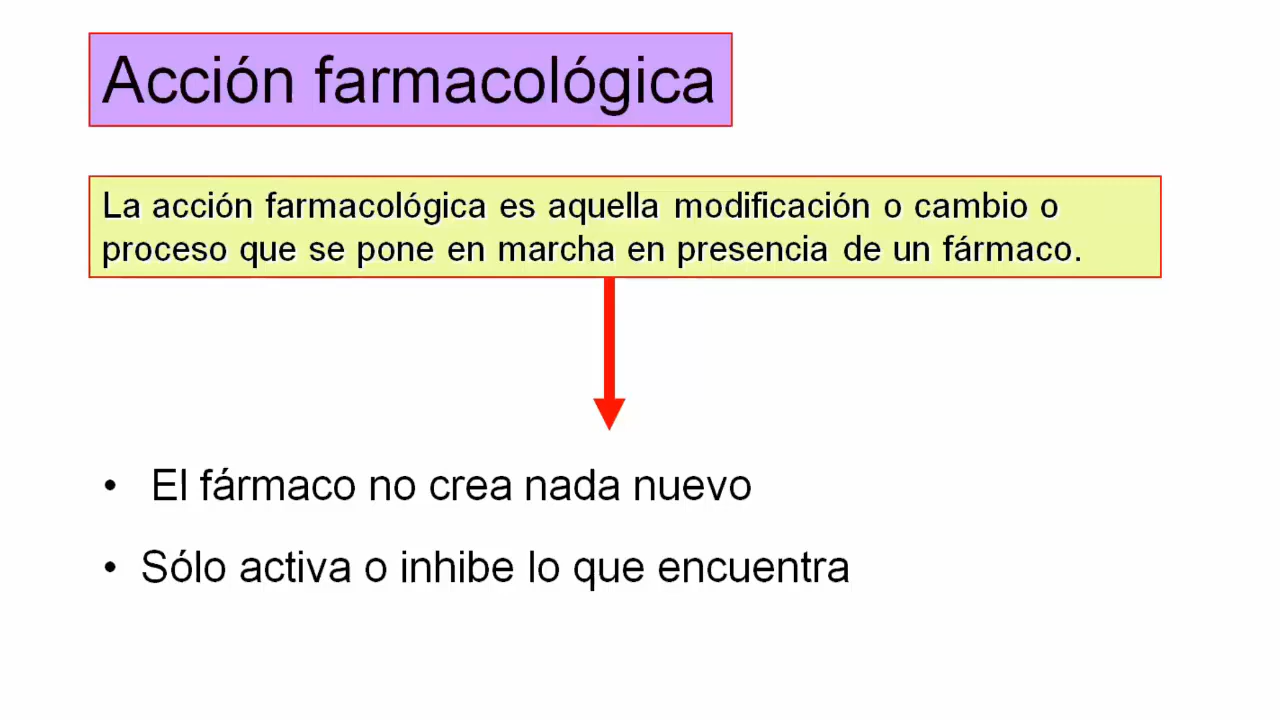 Acción farmacológica
La acción farmacológica es aquella modificación o cambio o
proceso que se pone en marcha en presencia de un fármaco.
• El fármaco no crea nada nuevo
• Sólo activa o inhibe lo que encuentra